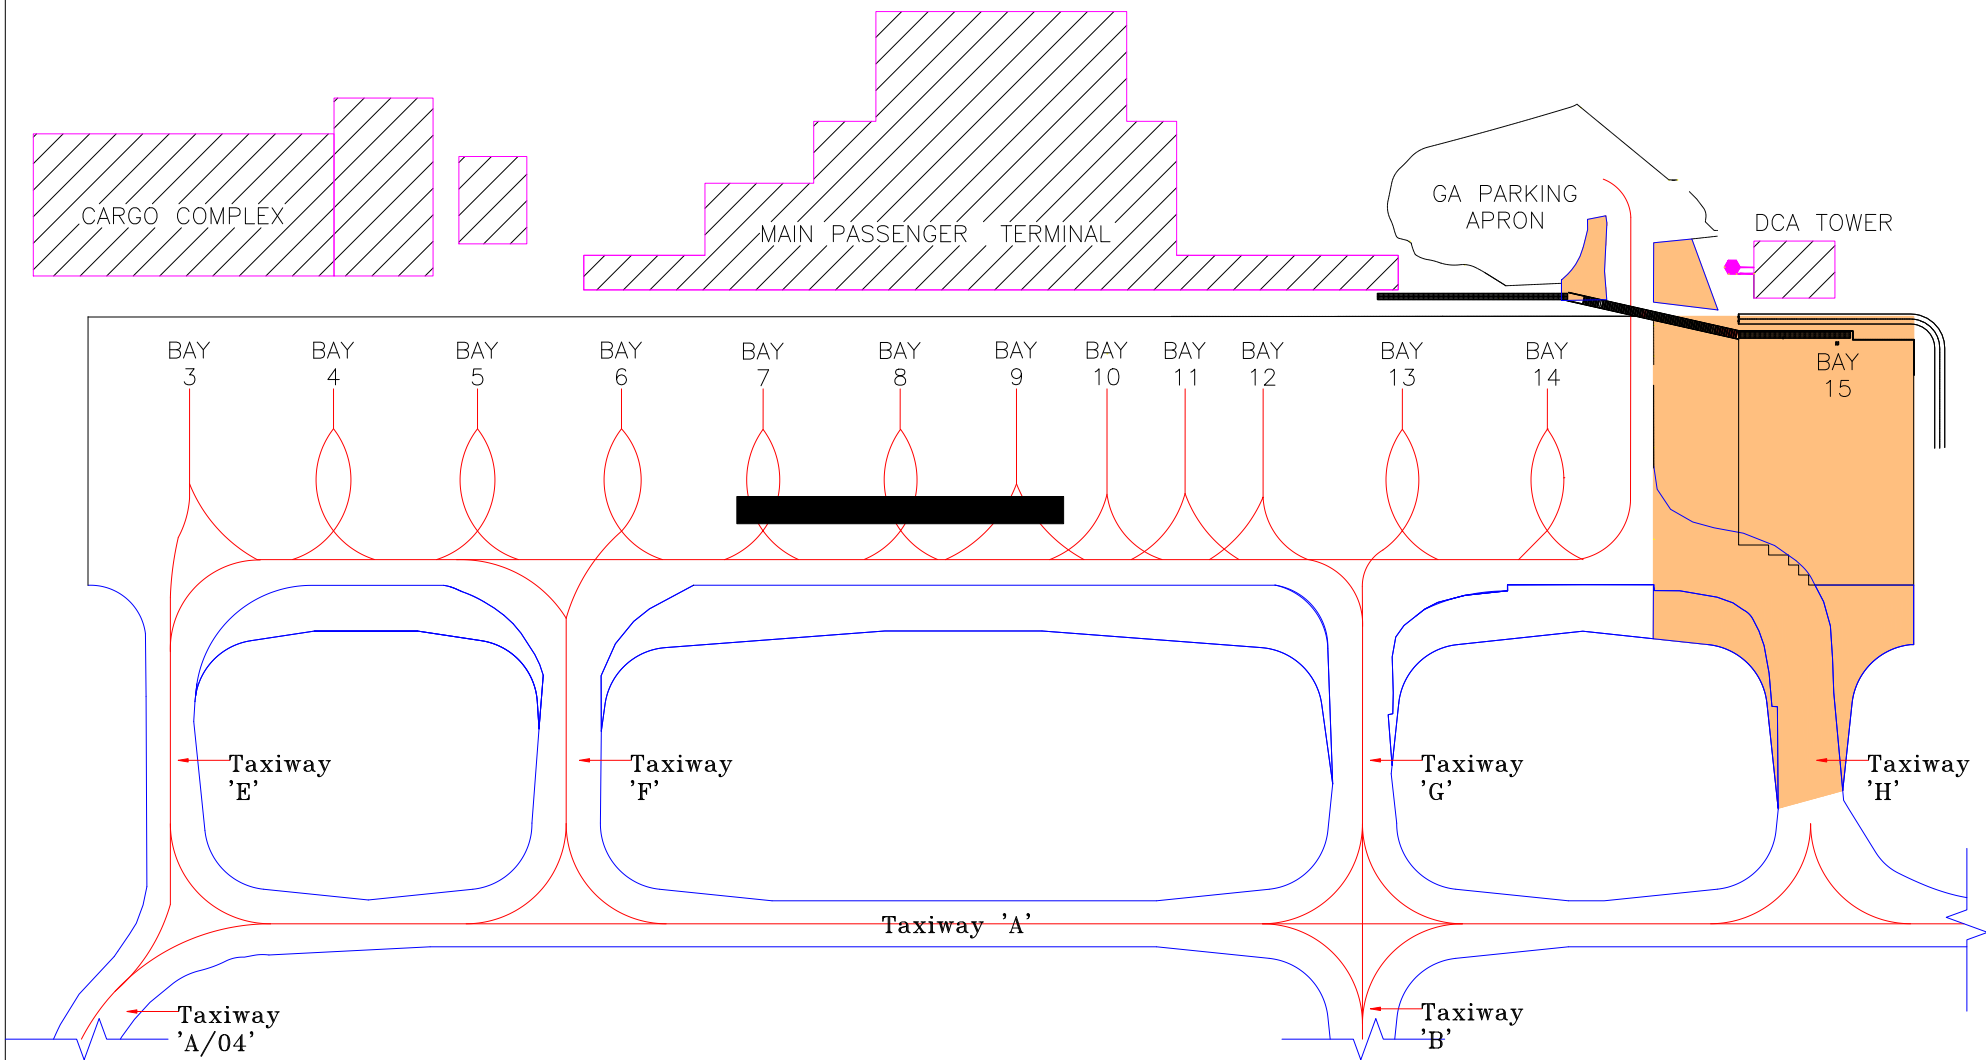 CARGO COMPLEX
MAIN PASSENGER TERMINAL
GA PARKING
APRON
DCA TOWER
BAY
3
BAY
4
BAY
5
BAY
6
BAY
7
BAY
8
BAY
9
BAY
10
BAY
11
BAY
12
BAY
13
BAY
14
BAY
15
Taxiway
'E'
Taxiway
'F'
Taxiway
'G'
Taxiway
'H'
Taxiway 'A'
Taxiway
'A/04'
Taxiway
'B'